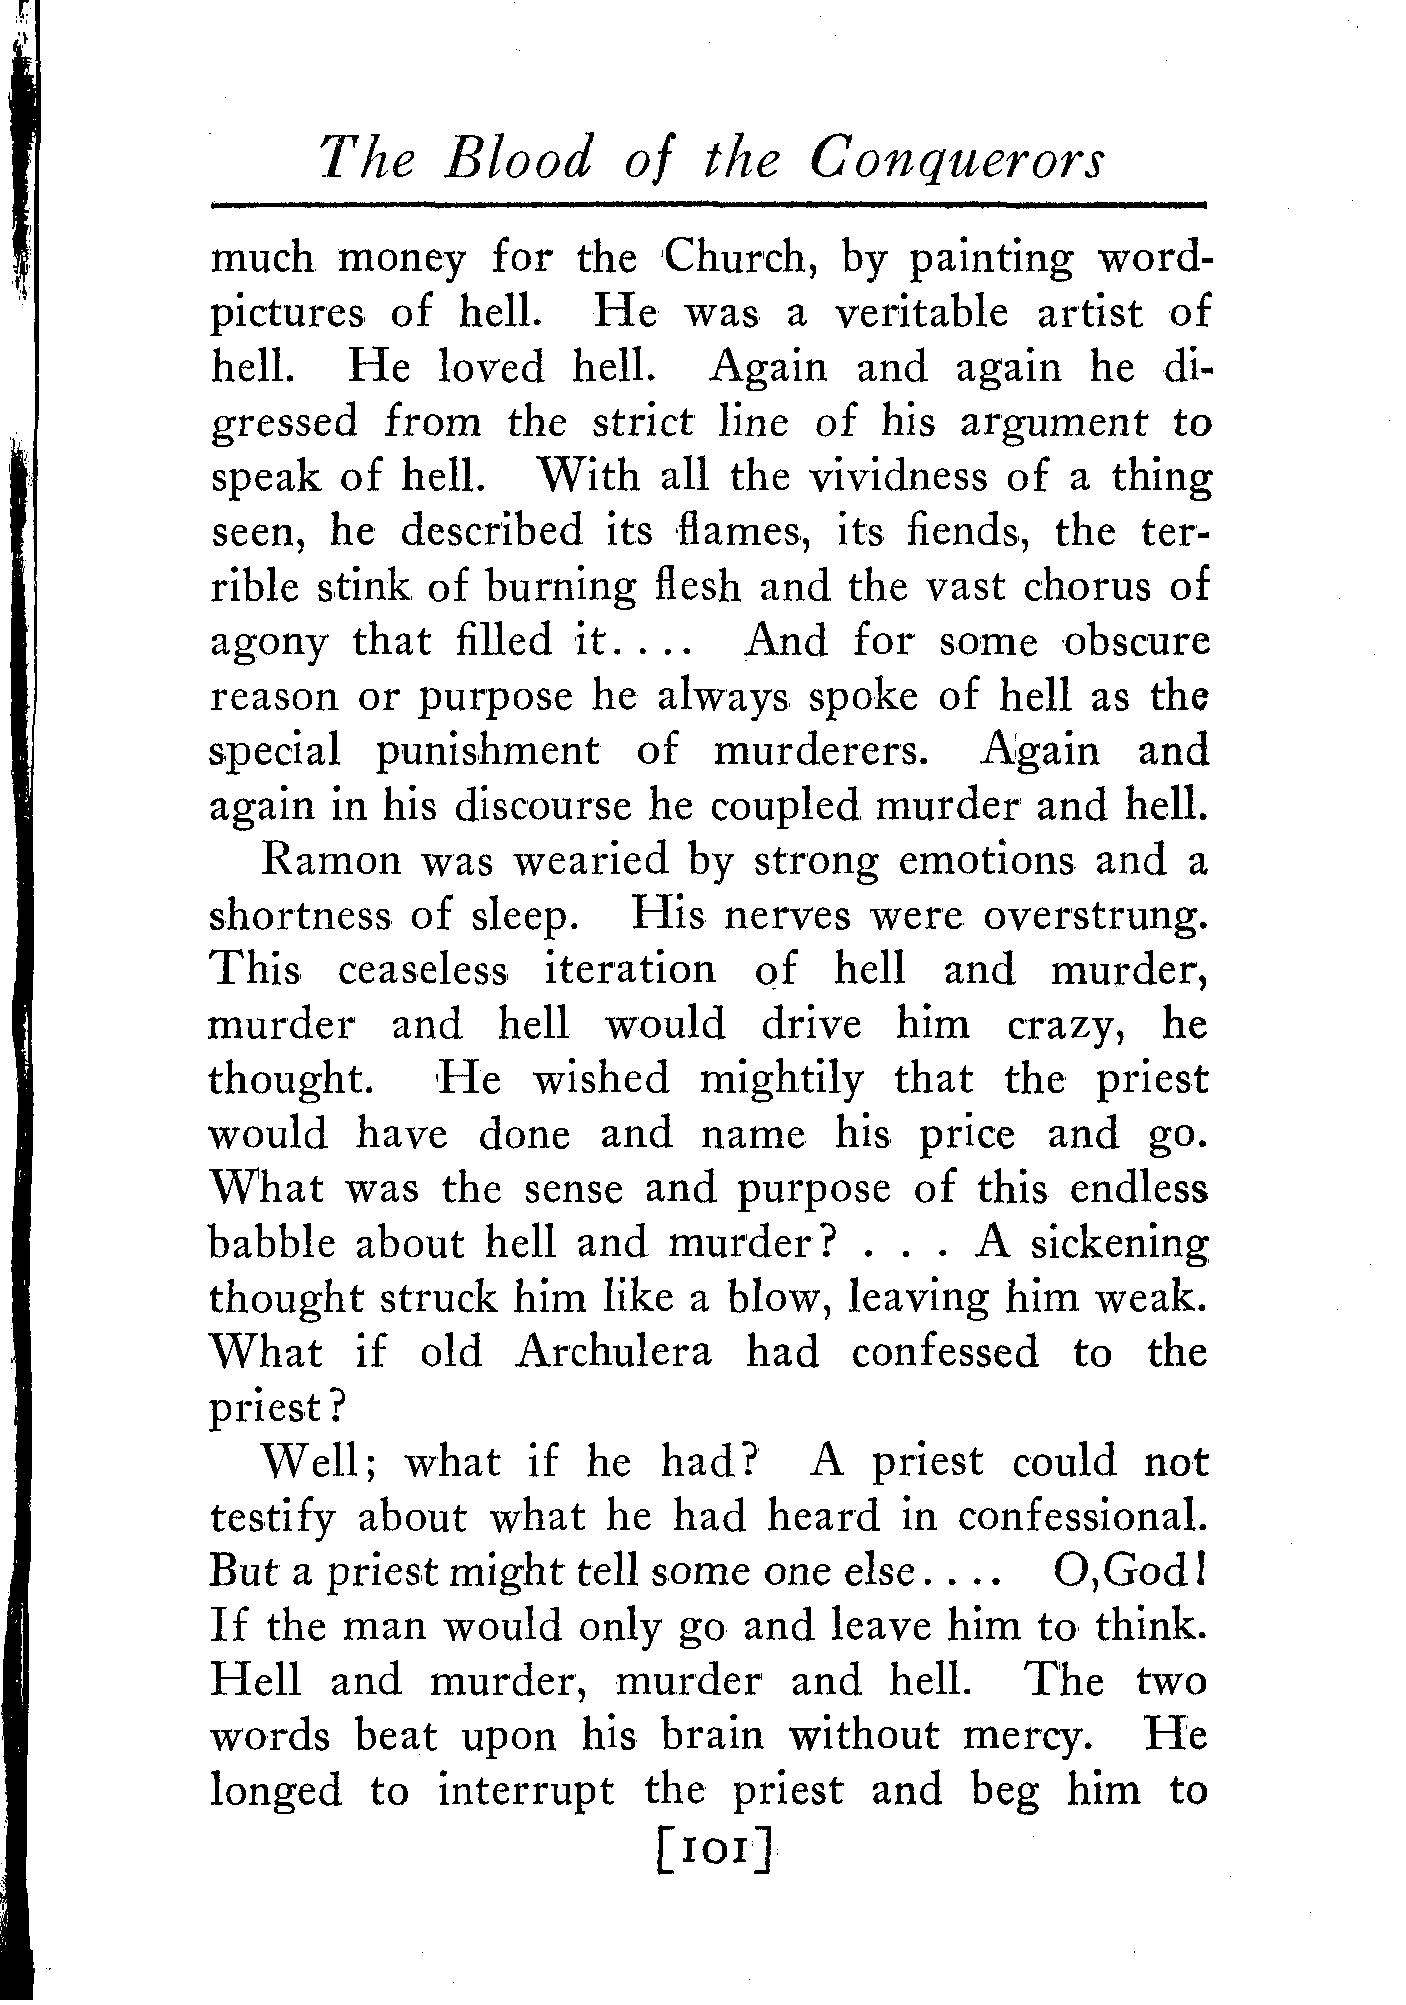 The Blood of the Conquerors
much money for the Church, by painting word-
pictures of hell. He was a veritable artist of
hell. He loved hell. Again and again he di-
gressed from the strict line of his argument to
speak of hell. With all the vividness of a thing
seen, he described its flames, its fiends, the ter-
rible stink of burning flesh and the vast chorus of
agony that filled it.... And for some obscure
reason or purpose he always spoke of hell as the
special punishment of murderers. Again and
again in his discourse he coupled murder and hell.
Ramon was wearied by strong emotions and a
shortness of sleep. His nerves were overstrung.
This ceaseless iteration of hell and murder,
murder and hell would drive him crazy, he
thought. He wished mightily that the priest
would have done and name his price and go.
What was the sense and purpose of this endless
babble about hell and murder? . . . A sickening
thought struck him like a blow, leaving him weak.
What if old Archulera had confessed to the
priest?
Well; what if he had? A priest could not
testify about what he had heard in confessional.
But a priest might tell some one else.... O,God!
If the man would only go and leave him to think.
Hell and murder, murder and hell. The two
words beat upon his brain without mercy. He
longed to interrupt the priest and beg him to
[101]